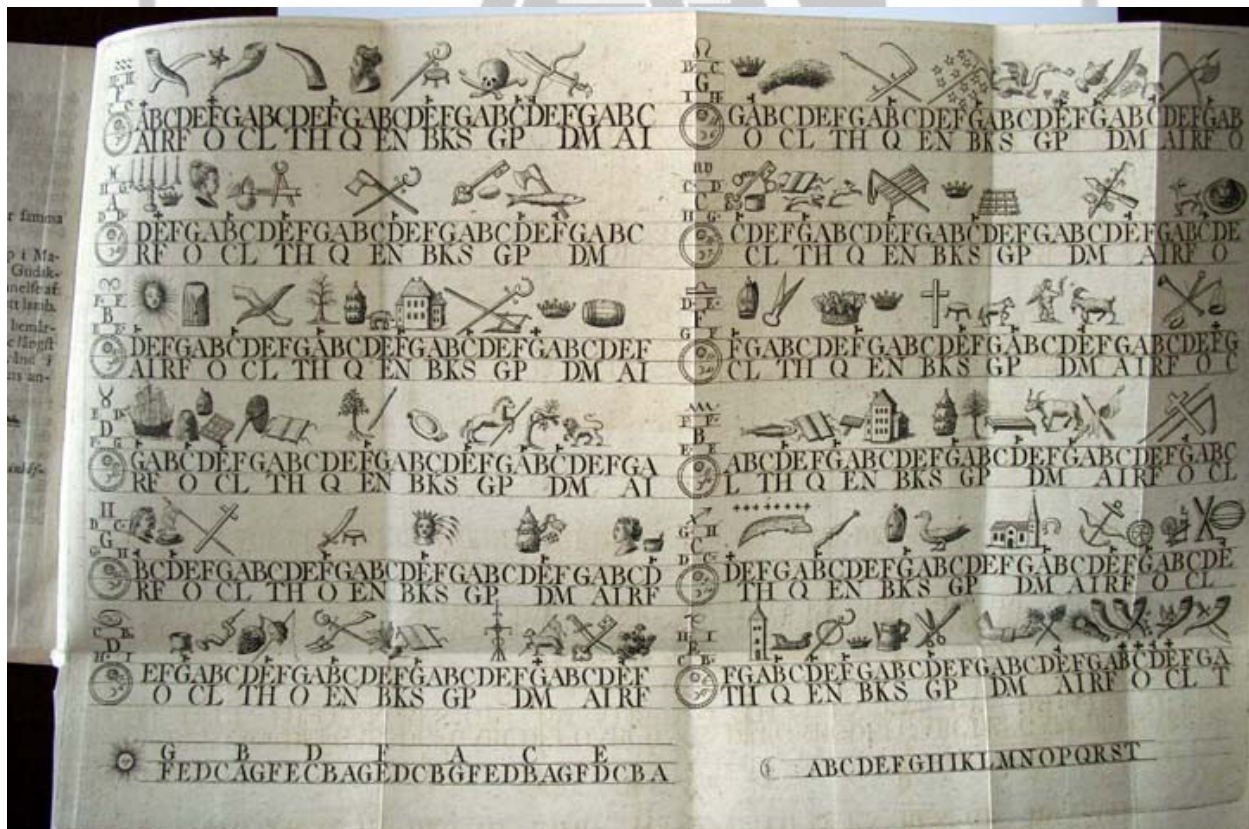 r samma
ABCDEFGABCDEFGABCDEFGABCDEFGABC
AIRF O CL TH Q EN BKS GP DM AI
DEFGABCDEFGABCDEFGABCDEFGABC
RF O CL TH Q EN BKS GP DM
DEFGABCDEFGABCDEFGABCDEFGABCDEF
AIRF O CL TH Q EN BKS GP DM AI
GABCDEFGABCDEFGABCDEFGABCDEFGA
RF O CL TH Q EN BKS GP DM AI
BCDEFGABCDEFGABCDEFGABCDEFGABCD
RF O CL TH O EN BKS GP DM AIRF
EFGABCDEFGABCDEFGABCDEFGABCDEF
O CL TH O EN BKS GP DM AIRF
GABCDEFGABCDEFGABCDEFGABCDEFGAB
O CL TH Q EN BKS GP DM AIRF O
CDEFGABCDEFGABCDEFGABCDEFGABCDE
CL TH Q EN BKS GP DM AIRF O
FGABCDEFGABCDEFGABCDEFGABCDEFG
CL TH Q EN BKS GP DM AIRF O C
ABCDEFGABCDEFGABCDEFGABCDEFGABC
L TH Q EN BKS GP DM AIRF O CL
DEFGABCDEFGABCDEFGABCDEFGABCDE
TH Q EN BKS GP DM AIRF O CL
FGABCDEFGABCDEFGABCDEFGABCDEFGA
TH Q EN BKS GP DM AIRF O CL T
G B D F A C E
FEDCAGFECBAGEDCBGFEDBAGFDCBA
ABCDEFGHIKLMNOPQRST